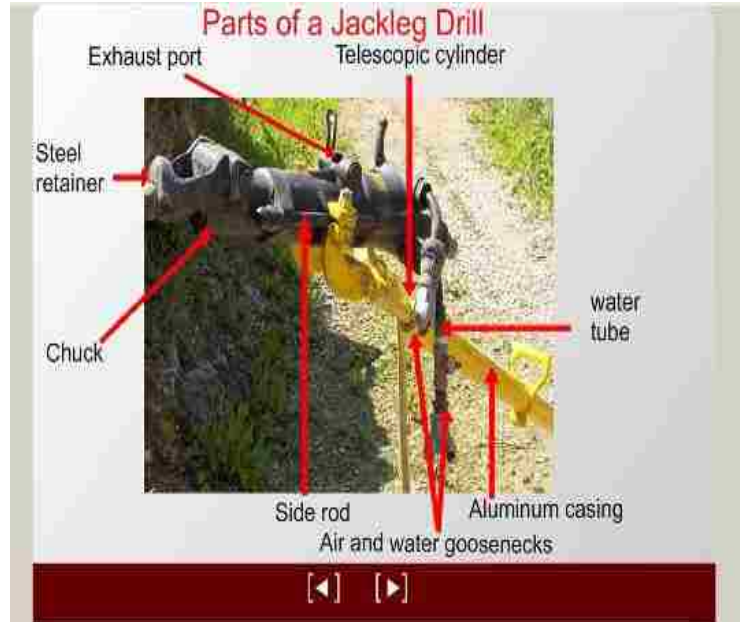 Parts of a Jackleg Drill
Exhaust port
Telescopic cylinder
Steel
retainer
water
tube
Chuck
Side rod
Aluminum casing
Air and water goosenecks